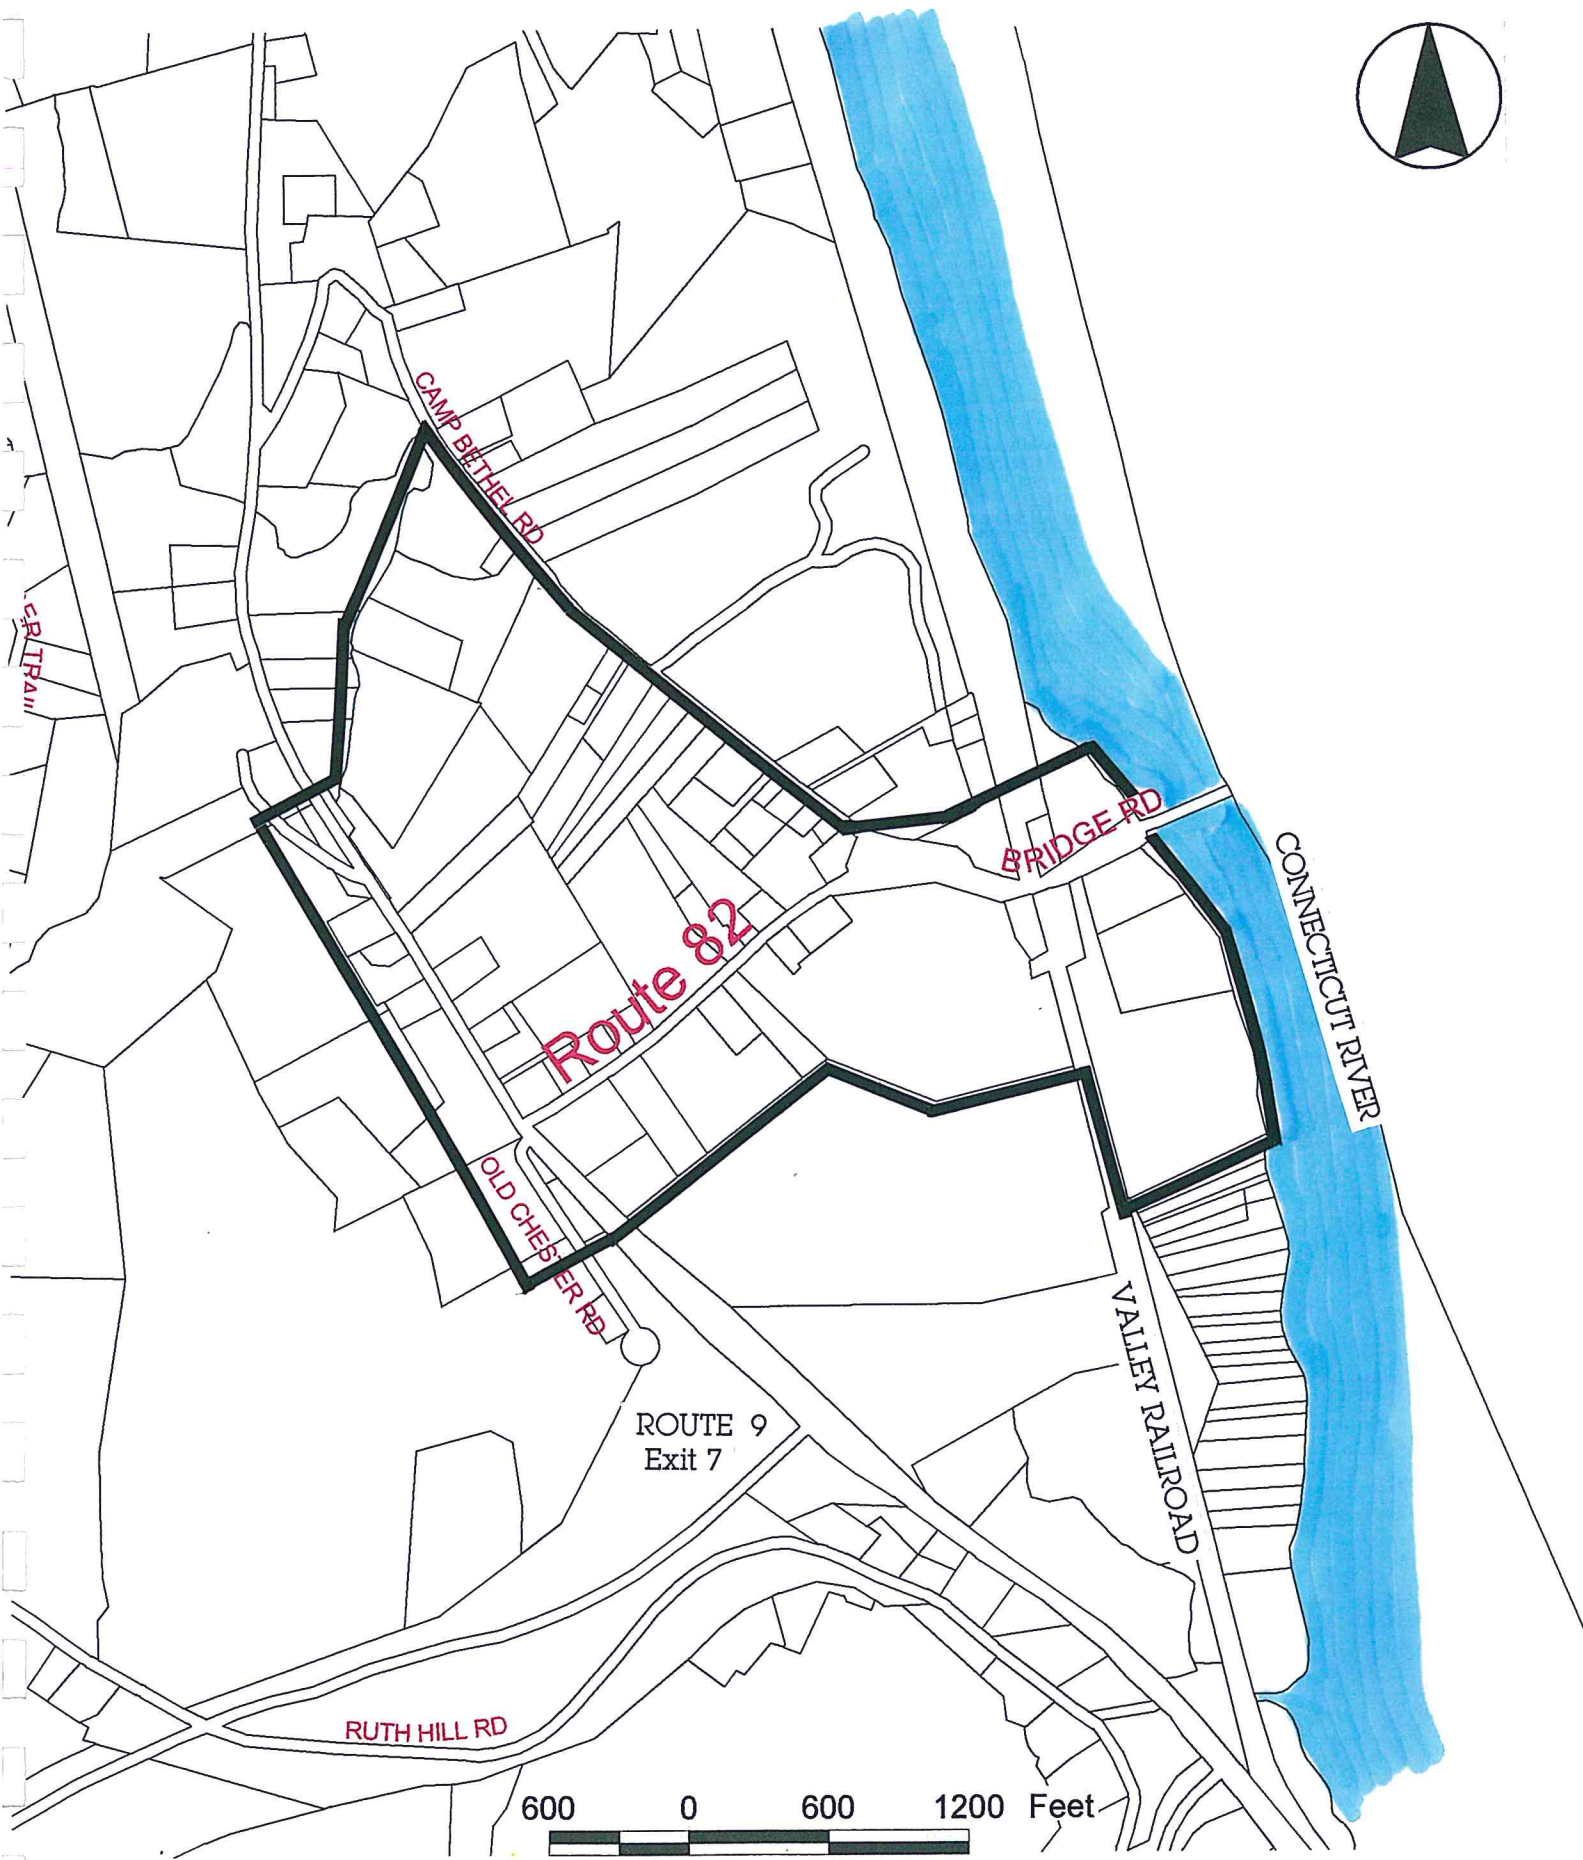 CAMP BETHEL RD
BRIDGE RD
CONNECTICUT RIVER
Route 82
OLD CHESTER RD
VALLEY RAILROAD
ROUTE 9
Exit 7
RUTH HILL RD
600 0 600 1200 Feet